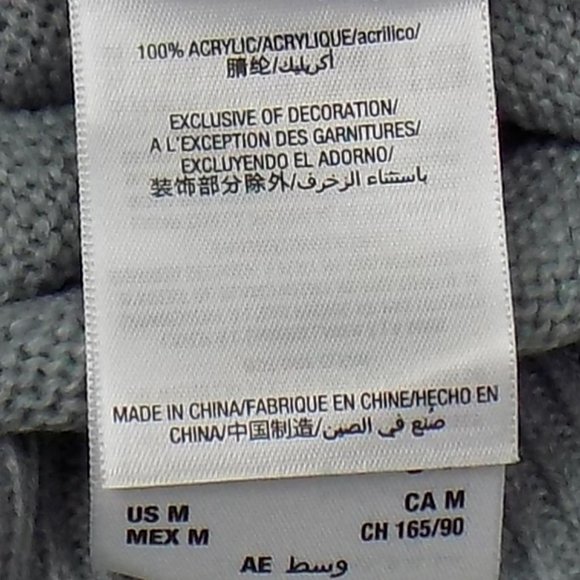 100% ACRYLIC/ACRYLIQUE/acrilico/
腈纶/أكريليك
EXCLUSIVE OF DECORATION/
A L'EXCEPTION DES GARNITURES/
EXCLUYENDO EL ADORNO/
装饰部分除外/باستثناء الزخرف
MADE IN CHINA/FABRIQUE EN CHINE/HECHO EN
CHINA/中国制造/صنع في الصين
US M CA M
MEX M CH 165/90
AE وسط